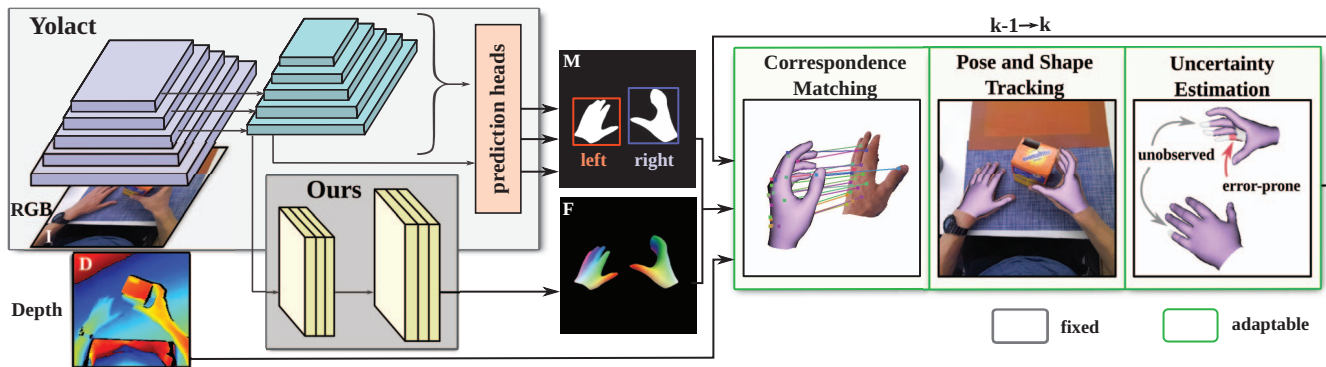 Yolact
RGB
I
D
Depth
Ours
prediction heads
M
left
right
F
k-1→k
Correspondence
Matching
Pose and Shape
Tracking
Uncertainty
Estimation
unobserved
error-prone
fixed
adaptable